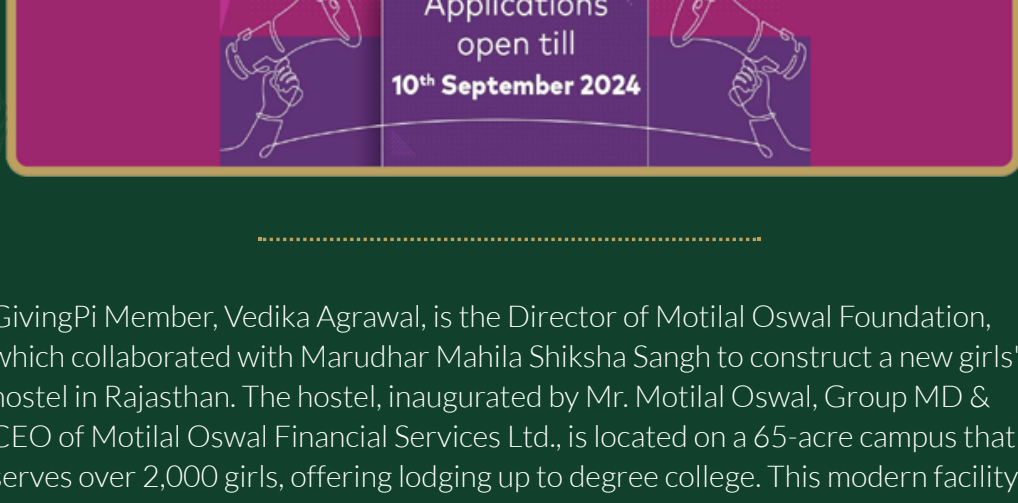 Applications
open till
10th September 2024
GivingPi Member, Vedika Agrawal, is the Director of Motilal Oswal Foundation,
which collaborated with Marudhar Mahila Shiksha Sangh to construct a new girls'
hostel in Rajasthan. The hostel, inaugurated by Mr. Motilal Oswal, Group MD &
CEO of Motilal Oswal Financial Services Ltd., is located on a 65-acre campus that
serves over 2,000 girls, offering lodging up to degree college. This modern facility